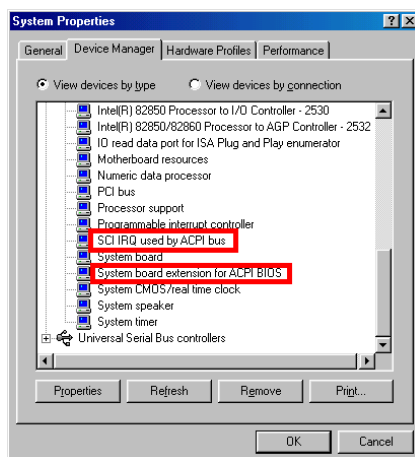 System Properties
General Device Manager Hardware Profiles Performance
View devices by type View devices by connection
Intel(R) 82850 Processor to I/O Controller - 2530
Intel(R) 82850/82860 Processor to AGP Controller - 2532
IO read data port for ISA Plug and Play enumerator
Motherboard resources
Numeric data processor
PCI bus
Processor support
Programmable interrupt controller
SCI IRQ used by ACPI bus
System board
System board extension for ACPI BIOS
System CMOS/real time clock
System speaker
System timer
Universal Serial Bus controllers
Properties Refresh Remove Print...
OK Cancel